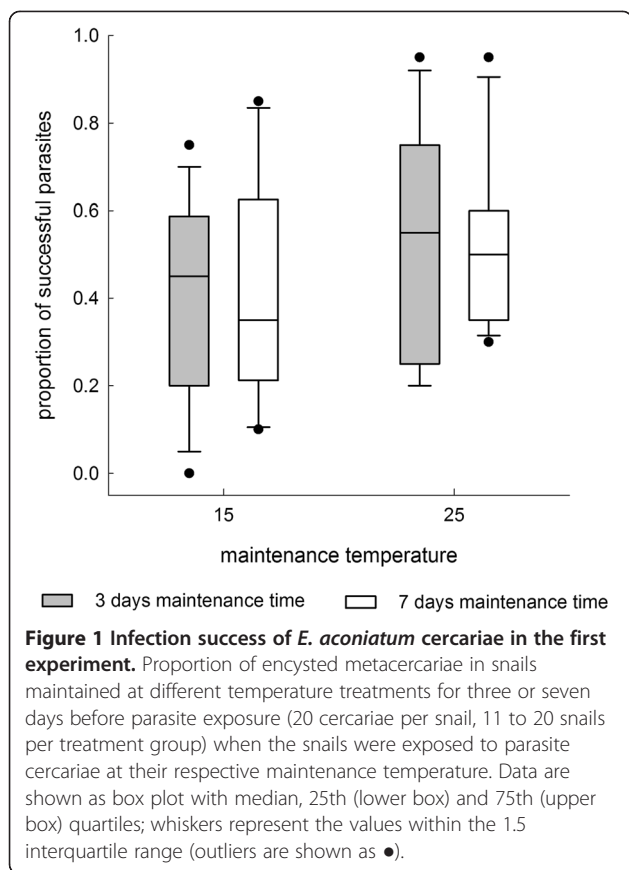 1.0
0.8
0.6
0.4
0.2
0.0
proportion of successful parasites
15
25
maintenance temperature
3 days maintenance time
7 days maintenance time
Figure 1 Infection success of E. aconiatum cercariae in the first
experiment. Proportion of encysted metacercariae in snails
maintained at different temperature treatments for three or seven
days before parasite exposure (20 cercariae per snail, 11 to 20 snails
per treatment group) when the snails were exposed to parasite
cercariae at their respective maintenance temperature. Data are
shown as box plot with median, 25th (lower box) and 75th (upper
box) quartiles; whiskers represent the values within the 1.5
interquartile range (outliers are shown as ●).